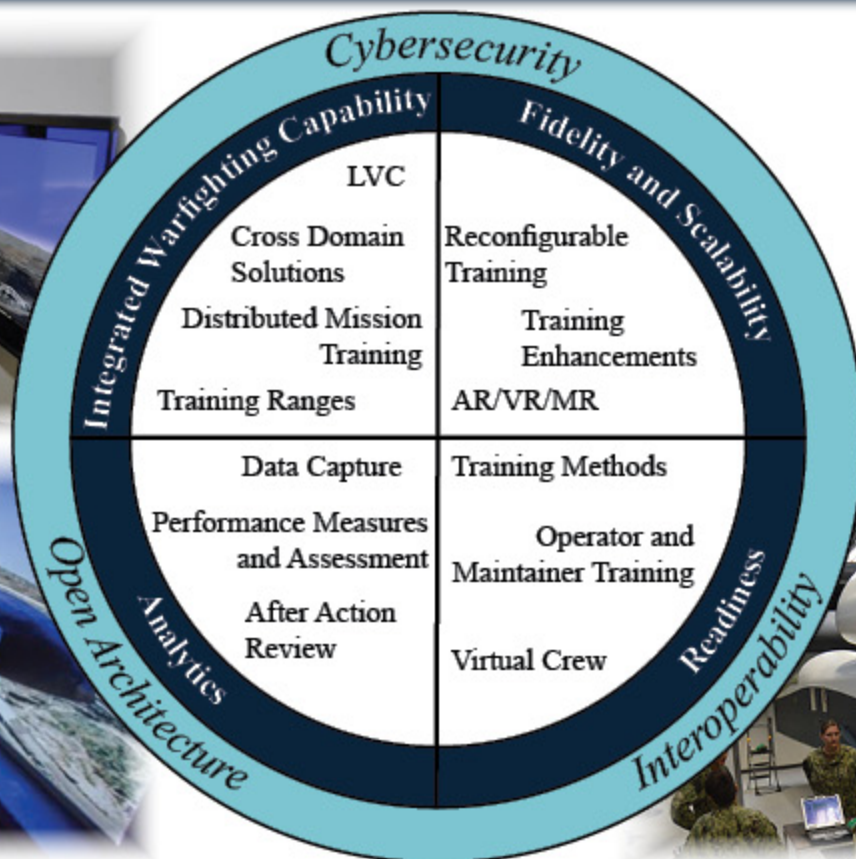 Cybersecurity
Integrated Warfighting Capability
LVC
Cross Domain
Solutions
Distributed Mission
Training
Training Ranges
Fidelity and Scalability
Reconfigurable
Training
Training
Enhancements
AR/VR/MR
Analytics
Data Capture
Performance Measures
and Assessment
After Action
Review
Readiness
Training Methods
Operator and
Maintainer Training
Virtual Crew
Open Architecture
Interoperability